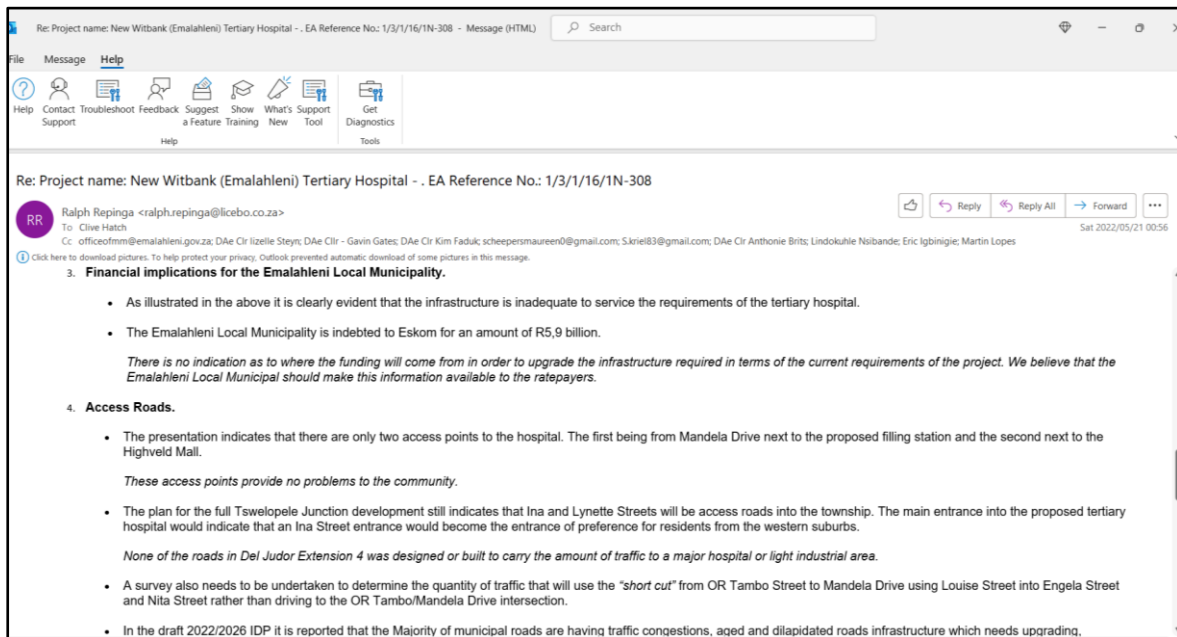 Re: Project name: New Witbank (Emalahleni) Tertiary Hospital - . EA Reference No.: 1/3/1/16/1N-308 - Message (HTML)
Search
File Message Help
Help
Contact Support
Troubleshoot
Feedback
Suggest a Feature
Show Training
What's New
Support Tool
Get Diagnostics
Help
Tools
Re: Project name: New Witbank (Emalahleni) Tertiary Hospital - . EA Reference No.: 1/3/1/16/1N-308
RR
Ralph Repinga <ralph.repinga@licebo.co.za>
Reply
Reply All
Forward
To Clive Hatch
Sat 2022/05/21 00:56
Cc officeofmm@emalahleni.gov.za; DAe Clr lizelle Steyn; DAe Cllr - Gavin Gates; DAe Clr Kim Faduk; scheepersmaureen0@gmail.com; S.kriel83@gmail.com; DAe Clr Anthonie Brits; Lindokuhle Nsibande; Eric Igbinigie; Martin Lopes
Click here to download pictures. To help protect your privacy, Outlook prevented automatic download of some pictures in this message.
3. Financial implications for the Emalahleni Local Municipality.
• As illustrated in the above it is clearly evident that the infrastructure is inadequate to service the requirements of the tertiary hospital.
• The Emalahleni Local Municipality is indebted to Eskom for an amount of R5,9 billion.
There is no indication as to where the funding will come from in order to upgrade the infrastructure required in terms of the current requirements of the project. We believe that the
Emalahleni Local Municipal should make this information available to the ratepayers.
4. Access Roads.
• The presentation indicates that there are only two access points to the hospital. The first being from Mandela Drive next to the proposed filling station and the second next to the
Highveld Mall.
These access points provide no problems to the community.
• The plan for the full Tswelopele Junction development still indicates that Ina and Lynette Streets will be access roads into the township. The main entrance into the proposed tertiary
hospital would indicate that an Ina Street entrance would become the entrance of preference for residents from the western suburbs.
None of the roads in Del Judor Extension 4 was designed or built to carry the amount of traffic to a major hospital or light industrial area.
• A survey also needs to be undertaken to determine the quantity of traffic that will use the "short cut" from OR Tambo Street to Mandela Drive using Louise Street into Engela Street
and Nita Street rather than driving to the OR Tambo/Mandela Drive intersection.
• In the draft 2022/2026 IDP it is reported that the Majority of municipal roads are having traffic congestions, aged and dilapidated roads infrastructure which needs upgrading,